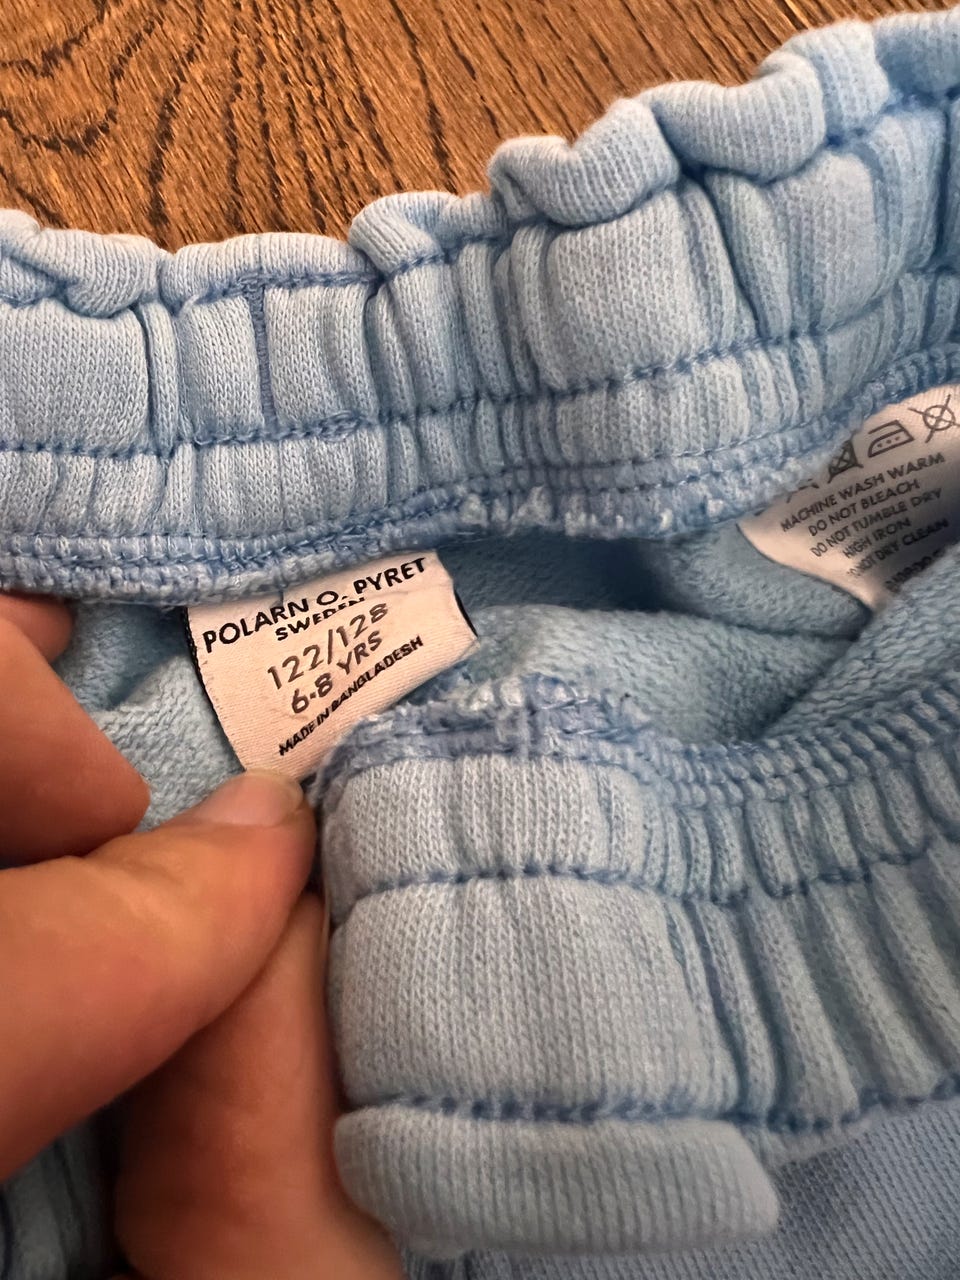 POLARN O. PYRET
SWEDEN
122/128
6-8 YRS
MADE IN BANGLADESH
MACHINE WASH WARM
DO NOT BLEACH
DO NOT TUMBLE DRY
HIGH IRON
DRY CLEAN